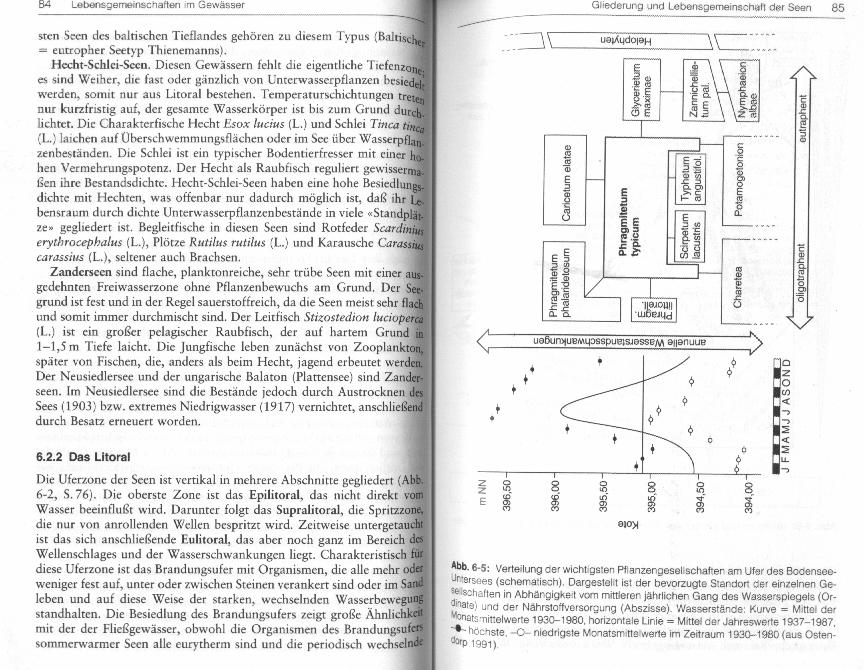 84 Lebensgemeinschaften im Gewässer
sten Seen des baltischen Tieflandes gehören zu diesem Typus (Baltischer
= eutropher Seetyp Thienemanns).
Hecht-Schlei-Seen. Diesen Gewässern fehlt die eigentliche Tiefenzone;
es sind Weiher, die fast oder gänzlich von Unterwasserpflanzen besiedelt
werden, somit nur aus Litoral bestehen. Temperaturschichtungen treten
nur kurzfristig auf, der gesamte Wasserkörper ist bis zum Grund durch-
lichtet. Die Charakterfische Hecht Esox lucius (L.) und Schlei Tinca tinca
(L.) laichen auf Überschwemmungsflächen oder im See über Wasserpflan-
zenbeständen. Die Schlei ist ein typischer Bodentierfresser mit einer ho-
hen Vermehrungspotenz. Der Hecht als Raubfisch reguliert gewisserma-
ßen ihre Bestandsdichte. Hecht-Schlei-Seen haben eine hohe Besiedlungs-
dichte mit Hechten, was offenbar nur dadurch möglich ist, daß ihr Le-
bensraum durch dichte Unterwasserpflanzenbestände in viele «Standplät-
ze» gegliedert ist. Begleitfische in diesen Seen sind Rotfeder Scardinius
erythrocephalus (L.), Plötze Rutilus rutilus (L.) und Karausche Carassius
carassius (L.), seltener auch Brachsen.
Zanderseen sind flache, planktonreiche, sehr trübe Seen mit einer aus-
gedehnten Freiwasserzone ohne Pflanzenbewuchs am Grund. Der See-
grund ist fest und in der Regel sauerstoffreich, da die Seen meist sehr flach
und somit immer durchmischt sind. Der Leitfisch Stizostedion lucioperca
(L.) ist ein großer pelagischer Raubfisch, der auf hartem Grund in
1–1,5 m Tiefe laicht. Die Jungfische leben zunächst von Zooplankton,
später von Fischen, die, anders als beim Hecht, jagend erbeutet werden.
Der Neusiedlersee und der ungarische Balaton (Plattensee) sind Zander-
seen. Im Neusiedlersee sind die Bestände jedoch durch Austrocknen des
Sees (1903) bzw. extremes Niedrigwasser (1917) vernichtet, anschließend
durch Besatz erneuert worden.
6.2.2 Das Litoral
Die Uferzone der Seen ist vertikal in mehrere Abschnitte gegliedert (Abb.
6-2, S. 76). Die oberste Zone ist das Epilitoral, das nicht direkt vom
Wasser beeinflußt wird. Darunter folgt das Supralitoral, die Spritzzone,
die nur von anrollenden Wellen bespritzt wird. Zeitweise untergetaucht
ist das sich anschließende Eulitoral, das aber noch ganz im Bereich des
Wellenschlages und der Wasserschwankungen liegt. Charakteristisch für
diese Uferzone ist das Brandungsufer mit Organismen, die alle mehr oder
weniger fest auf, unter oder zwischen Steinen verankert sind oder im Sand
leben und auf diese Weise der starken, wechselnden Wasserbewegung
standhalten. Die Besiedlung des Brandungsufers zeigt große Ähnlichkeit
mit der der Fließgewässer, obwohl die Organismen des Brandungsufers
sommerwarmer Seen alle eurytherm sind und die periodisch wechselnde
Gliederung und Lebensgemeinschaft der Seen 85
Helophyten
Glycerietum
maximae
Zannichellie-
tum pal.
Nymphaeion
albae
Caricetum elatae
Phragmitetum
typicum
Typhetum
angustifol.
Scirpetum
lacustris
Potamogetonion
Phragmitetum
phalaridetosum
Phragm.
littorell.
Charetea
eutraphent
oligotraphent
annuelle Wasserstandsschwankungen
J F M A M J J A S O N D
m NN
396,50
396,00
395,50
395,00
394,50
394,00
Kote
Abb. 6-5: Verteilung der wichtigsten Pflanzengesellschaften am Ufer des Bodensee-
Untersees (schematisch). Dargestellt ist der bevorzugte Standort der einzelnen Ge-
sellschaften in Abhängigkeit vom mittleren jährlichen Gang des Wasserspiegels (Or-
dinate) und der Nährstoffversorgung (Abszisse). Wasserstände: Kurve = Mittel der
Monatsmittelwerte 1930–1980, horizontale Linie = Mittel der Jahreswerte 1937–1987,
–●– höchste, –○– niedrigste Monatsmittelwerte im Zeitraum 1930–1980 (aus Osten-
dorp 1991).